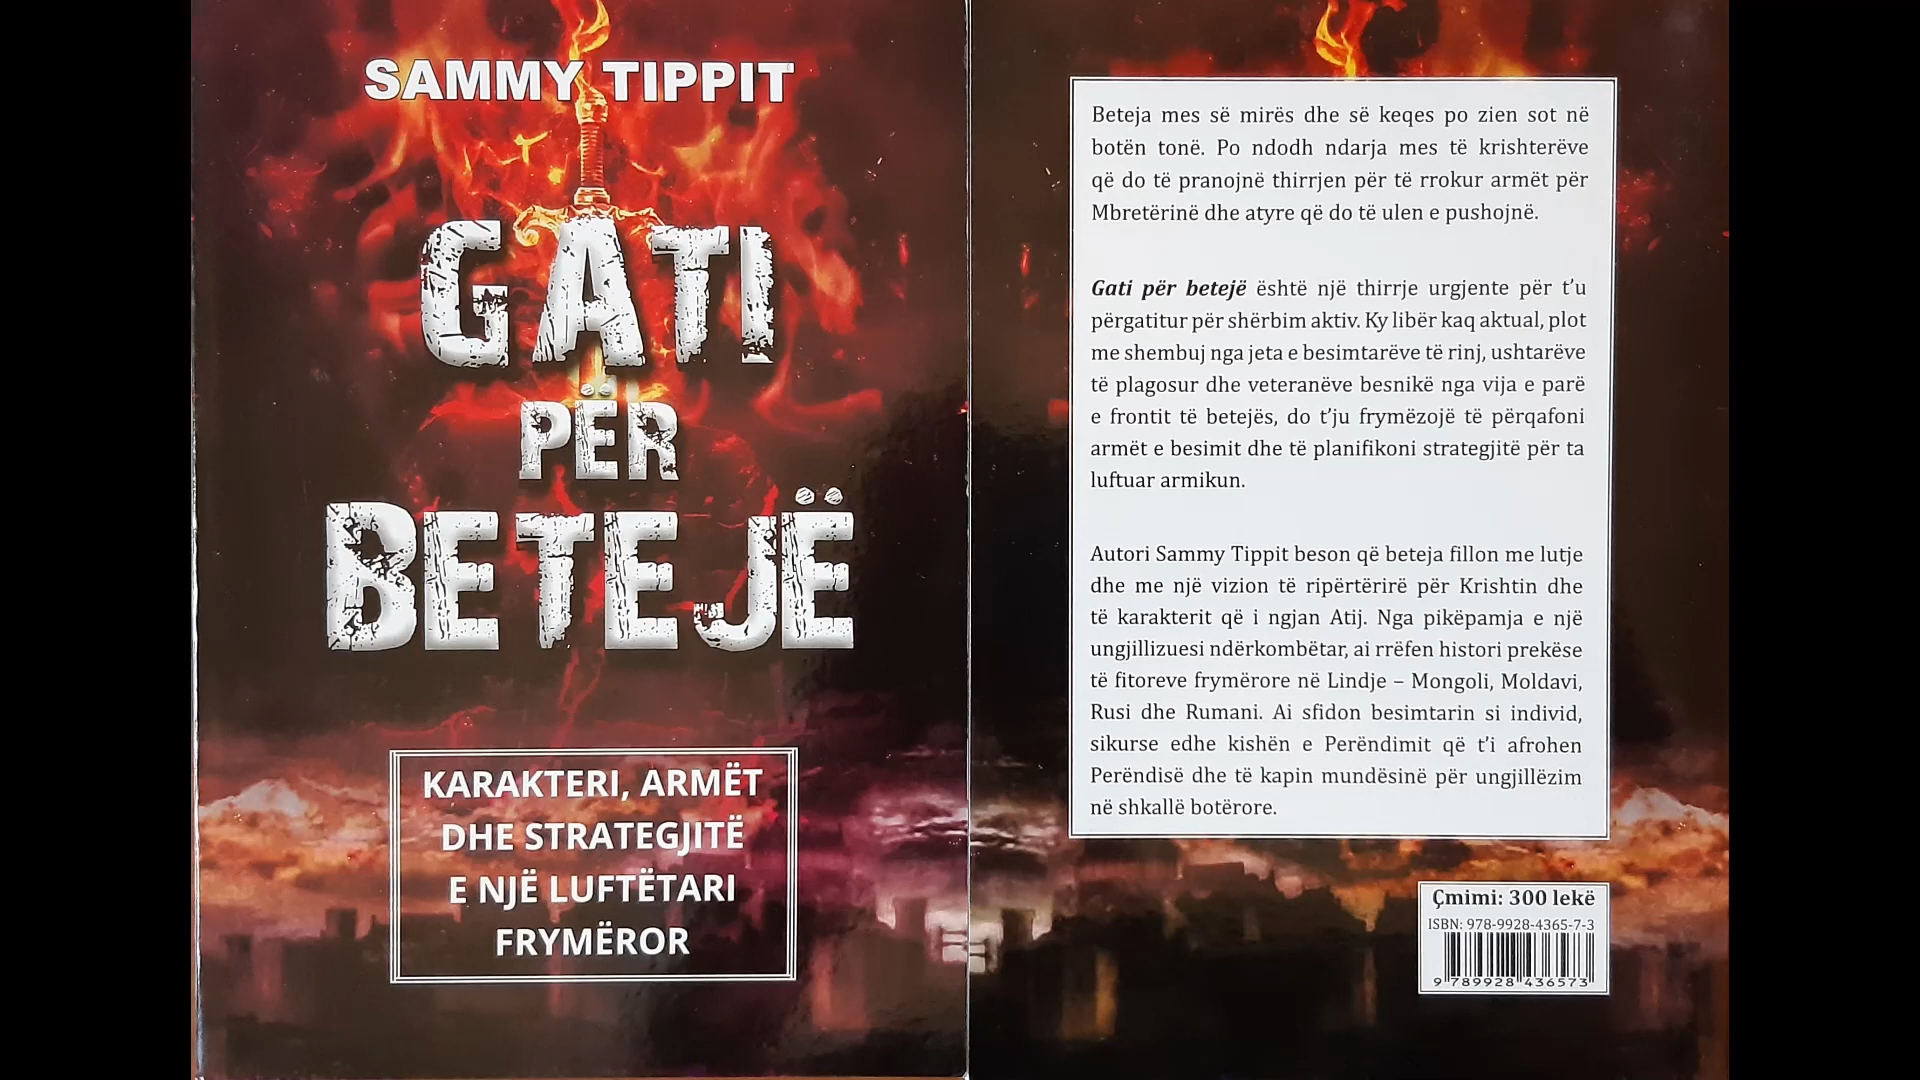 SAMMY TIPPIT
GATI
PËR
BETEJË
KARAKTERI, ARMËT
DHE STRATEGJITË
E NJË LUFTËTARI
FRYMËROR
Beteja mes së mirës dhe së keqes po zien sot në
botën tonë. Po ndodh ndarja mes të krishterëve
që do të pranojnë thirrjen për të rrokur armët për
Mbretërinë dhe atyre që do të ulen e pushojnë.
Gati për betejë është një thirrje urgjente për t’u
përgatitur për shërbim aktiv. Ky libër kaq aktual, plot
me shembuj nga jeta e besimtarëve të rinj, ushtarëve
të plagosur dhe veteranëve besnikë nga vija e parë
e frontit të betejës, do t’ju frymëzojë të përqafoni
armët e besimit dhe të planifikoni strategjitë për ta
luftuar armikun.
Autori Sammy Tippit beson që beteja fillon me lutje
dhe me një vizion të ripërtërirë për Krishtin dhe
të karakterit që i ngjan Atij. Nga pikëpamja e një
ungjillizuesi ndërkombëtar, ai rrëfen histori prekëse
të fitoreve frymërore në Lindje – Mongoli, Moldavi,
Rusi dhe Rumani. Ai sfidon besimtarin si individ,
sikurse edhe kishën e Perëndimit që t’i afrohen
Perëndisë dhe të kapin mundësinë për ungjillëzim
në shkallë botërore.
Çmimi: 300 lekë
ISBN: 978-9928-4365-7-3
9 789928 436573